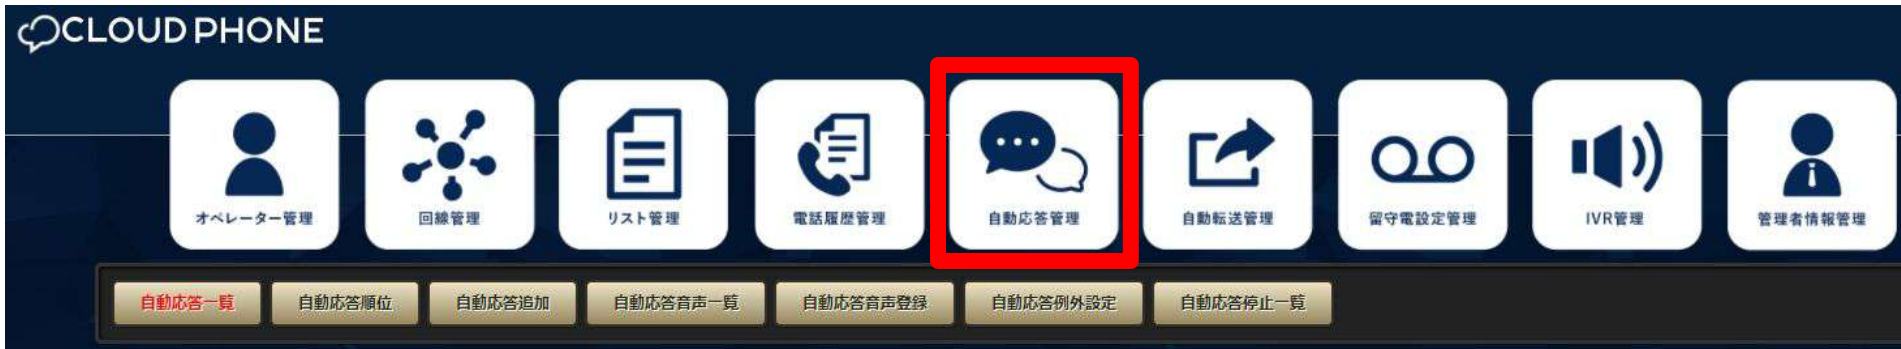 CLOUD PHONE
オペレーター管理
回線管理
リスト管理
電話履歴管理
自動応答管理
自動転送管理
留守電設定管理
IVR管理
管理者情報管理
自動応答一覧
自動応答順位
自動応答追加
自動応答音声一覧
自動応答音声登録
自動応答例外設定
自動応答停止一覧